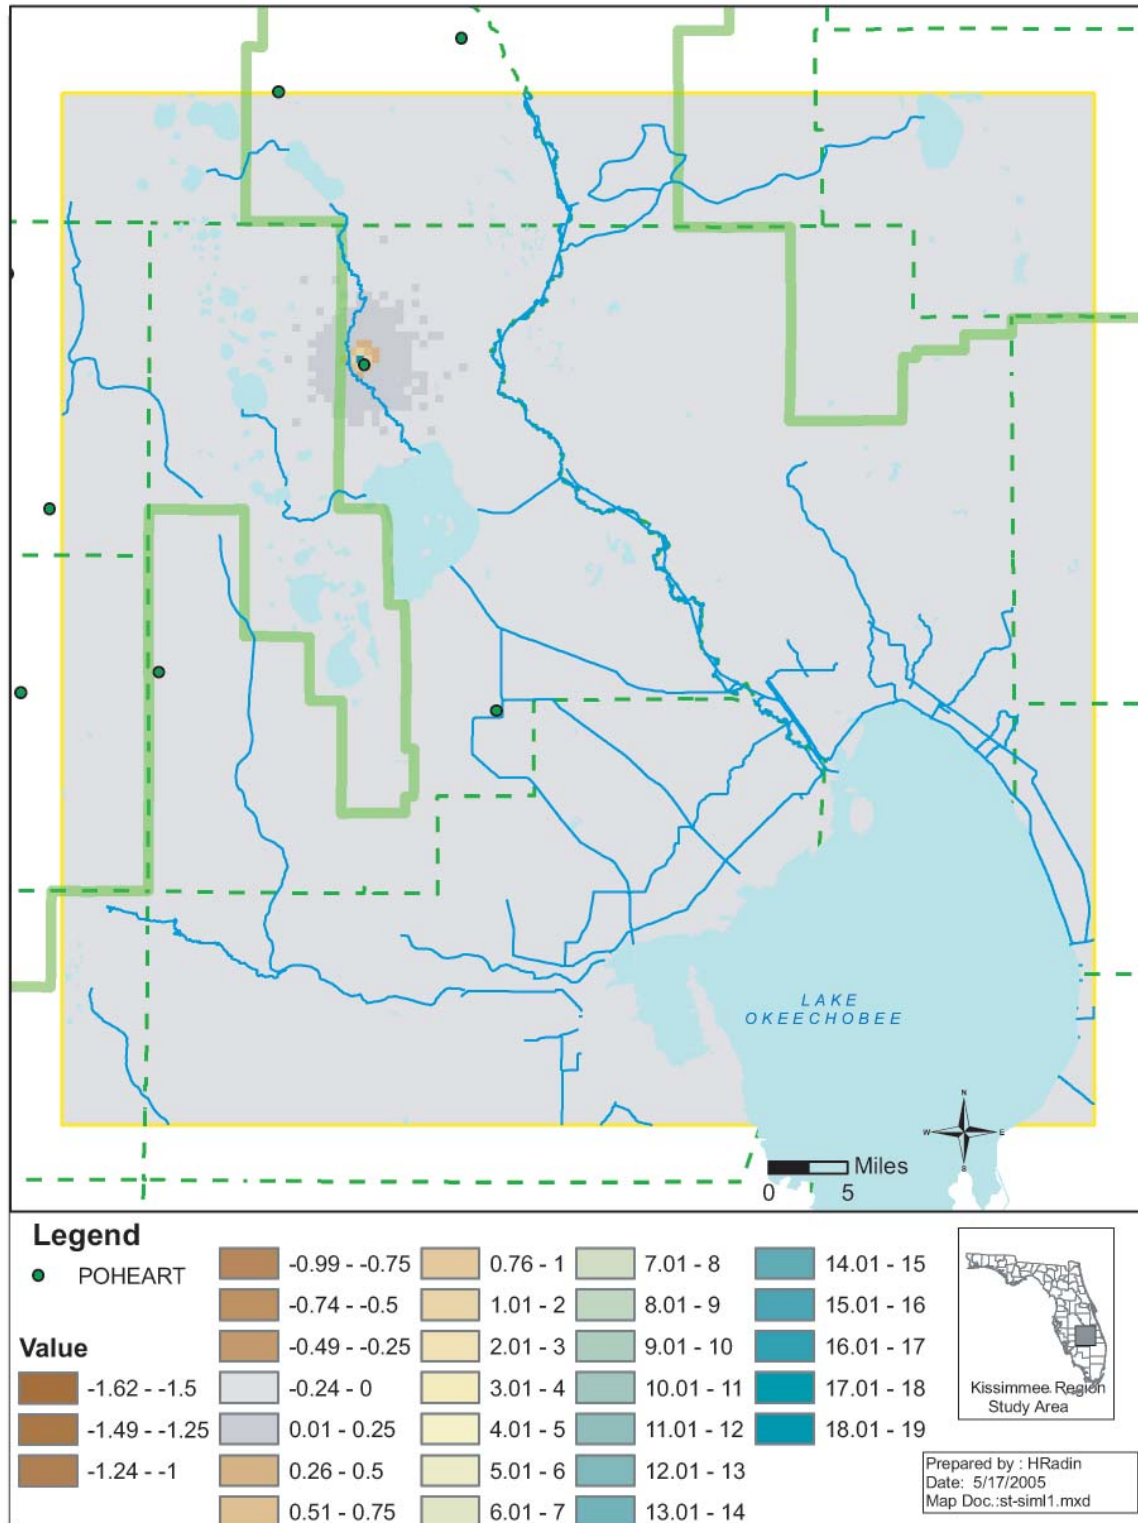 LAKE
OKEECHOBEE
N
W
E
S
Miles
0
5
Legend
POHEART
Value
-1.62 - -1.5
-1.49 - -1.25
-1.24 - -1
-0.99 - -0.75
-0.74 - -0.5
-0.49 - -0.25
-0.24 - 0
0.01 - 0.25
0.26 - 0.5
0.51 - 0.75
0.76 - 1
1.01 - 2
2.01 - 3
3.01 - 4
4.01 - 5
5.01 - 6
6.01 - 7
7.01 - 8
8.01 - 9
9.01 - 10
10.01 - 11
11.01 - 12
12.01 - 13
13.01 - 14
14.01 - 15
15.01 - 16
16.01 - 17
17.01 - 18
18.01 - 19
Kissimmee Region
Study Area
Prepared by : HRadin
Date: 5/17/2005
Map Doc.:st-siml1.mxd